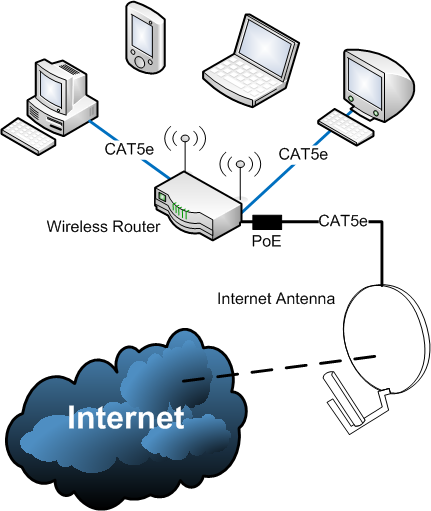 CAT5e
CAT5e
Wireless Router
CAT5e
PoE
Internet Antenna
Internet